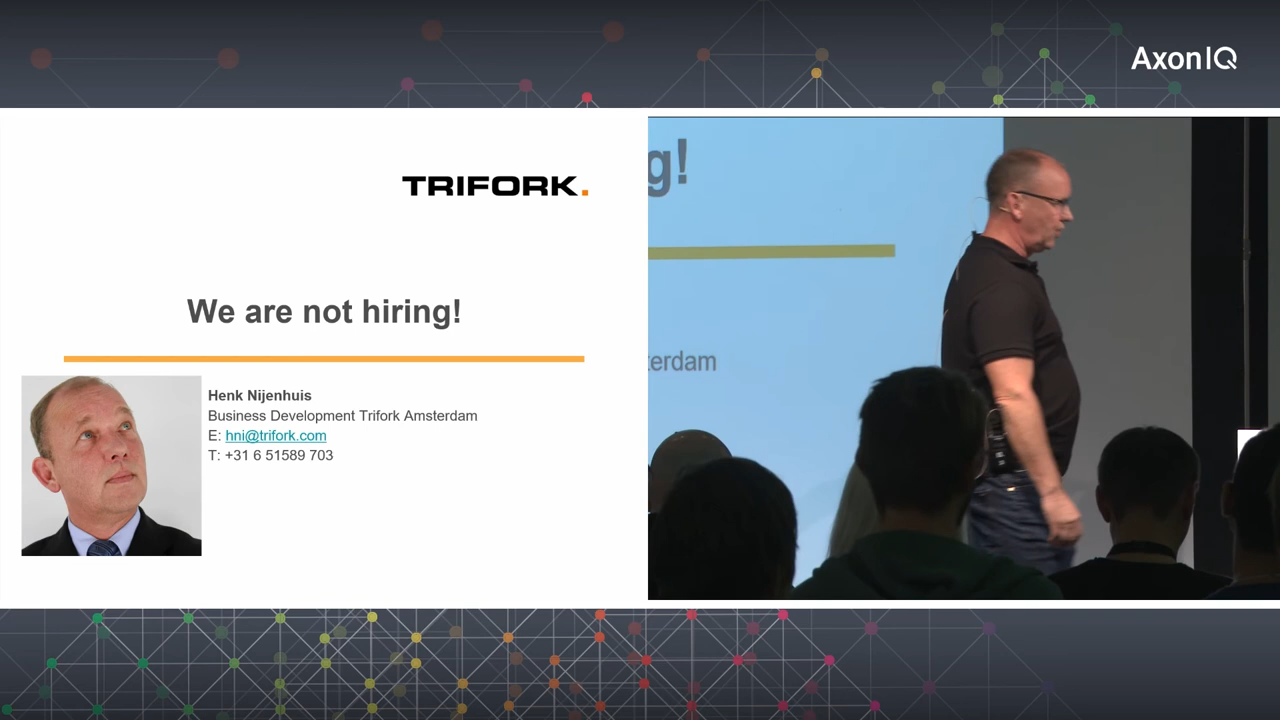 AxonIQ
TRIFORK.
We are not hiring!
Henk Nijenhuis
Business Development Trifork Amsterdam
E: hni@trifork.com
T: +31 6 51589 703
g!
terdam